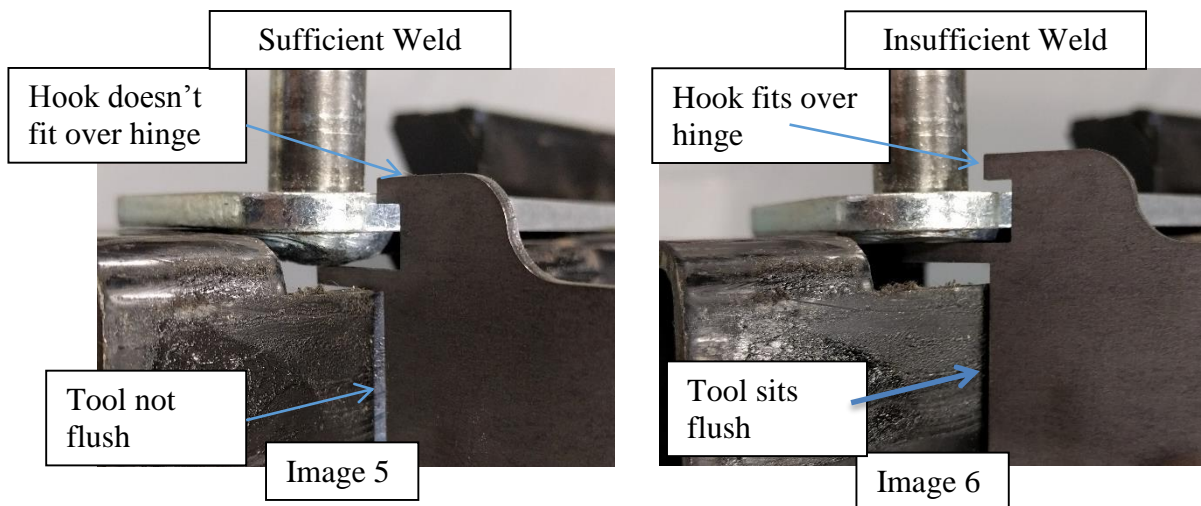 Sufficient Weld
Hook doesn’t
fit over hinge
Tool not
flush
Image 5
Insufficient Weld
Hook fits over
hinge
Tool sits
flush
Image 6